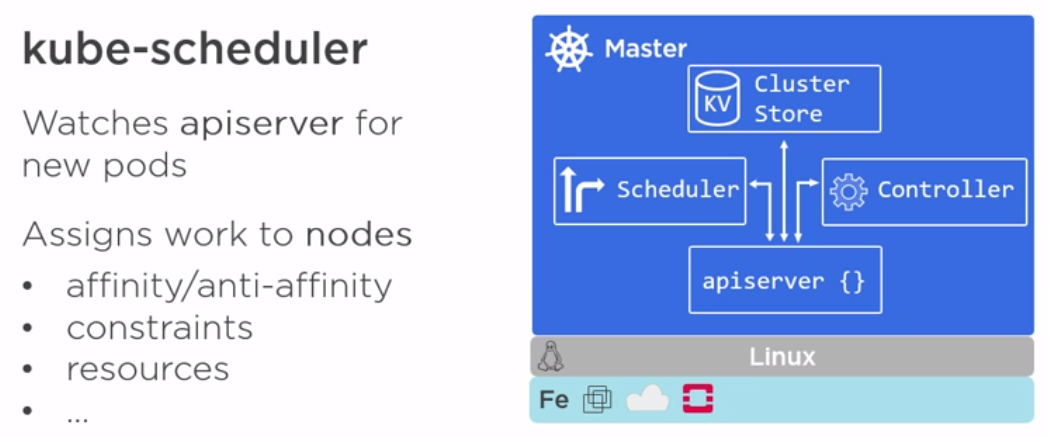 kube-scheduler
Watches apiserver for
new pods
Assigns work to nodes
• affinity/anti-affinity
• constraints
• resources
• ...
Master
KV
Cluster
Store
Scheduler
Controller
apiserver {}
Linux
Fe